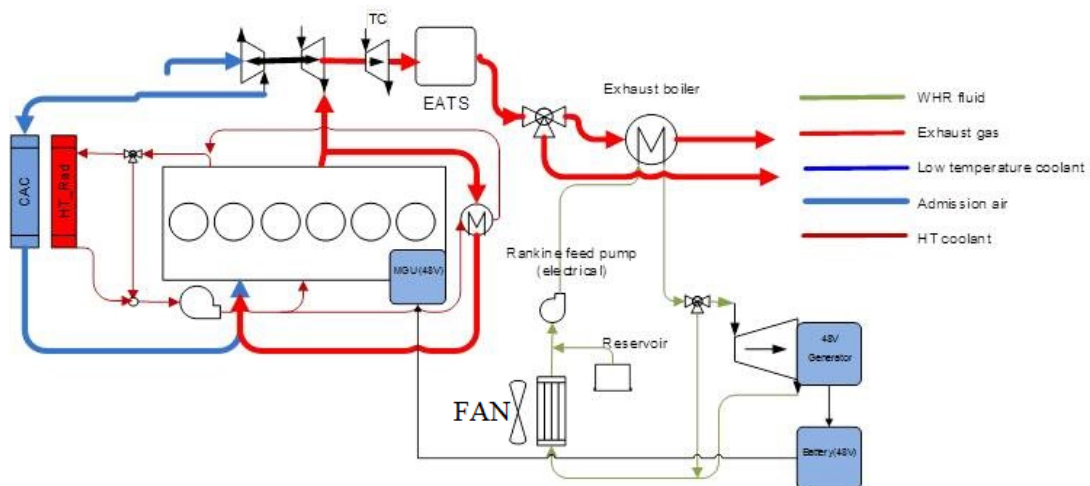 TC
EATS
Exhaust boiler
WHR fluid
Exhaust gas
Low temperature coolant
Admission air
HT coolant
CAC
HT_Rad
MGU(48V)
Rankine feed pump
(electrical)
Reservoir
48V
Generator
FAN
Battery(48V)